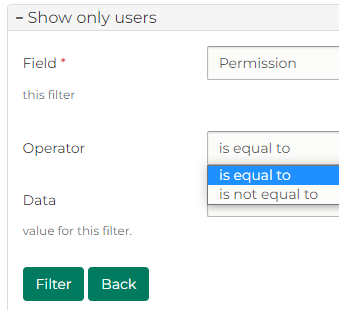 − Show only users
Field * Permission
this filter
Operator is equal to
is equal to
is not equal to
Data
value for this filter.
Filter Back